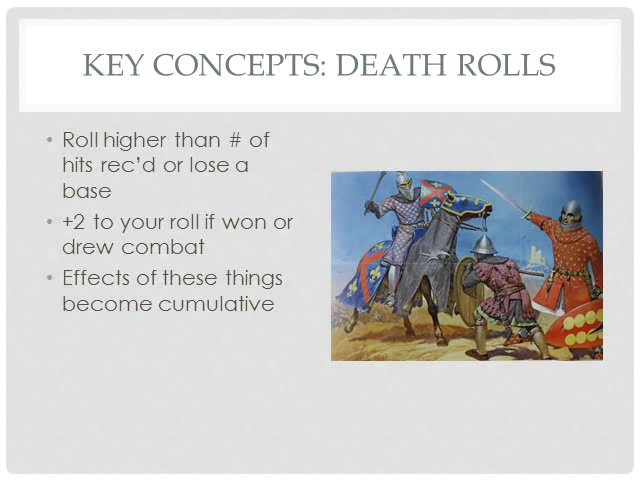 KEY CONCEPTS: DEATH ROLLS
• Roll higher than # of
hits rec'd or lose a
base
• +2 to your roll if won or
drew combat
• Effects of these things
become cumulative